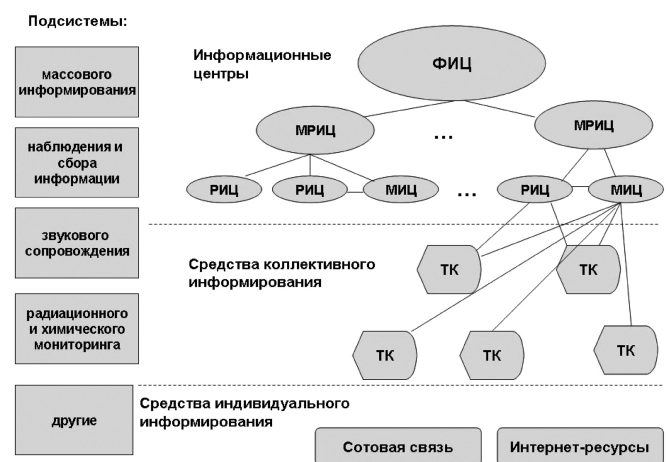 Подсистемы:
массового
информирования
наблюдения и
сбора
информации
звукового
сопровождения
радиационного
и химического
мониторинга
другие
Информационные
центры
ФИЦ
МРИЦ
...
МРИЦ
РИЦ
РИЦ
МИЦ
...
РИЦ
МИЦ
Средства коллективного
информирования
ТК
ТК
ТК
ТК
ТК
Средства индивидуального
информирования
Сотовая связь
Интернет-ресурсы